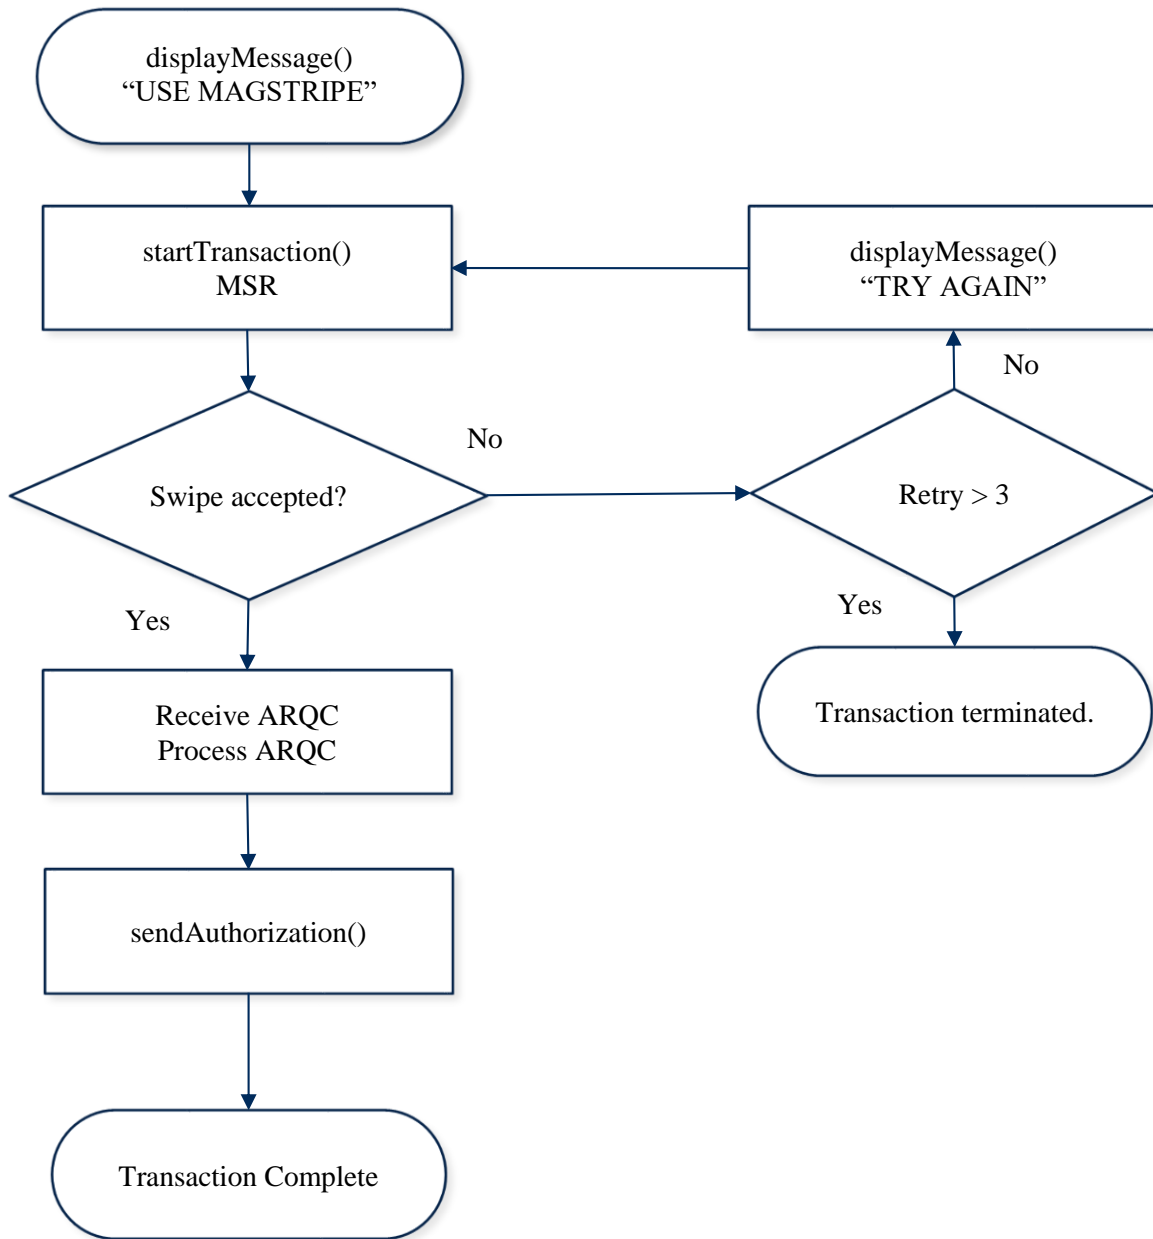 displayMessage()
“USE MAGSTRIPE”
startTransaction()
MSR
displayMessage()
“TRY AGAIN”
No
No
Swipe accepted?
Retry > 3
Yes
Yes
Receive ARQC
Process ARQC
Transaction terminated.
sendAuthorization()
Transaction Complete